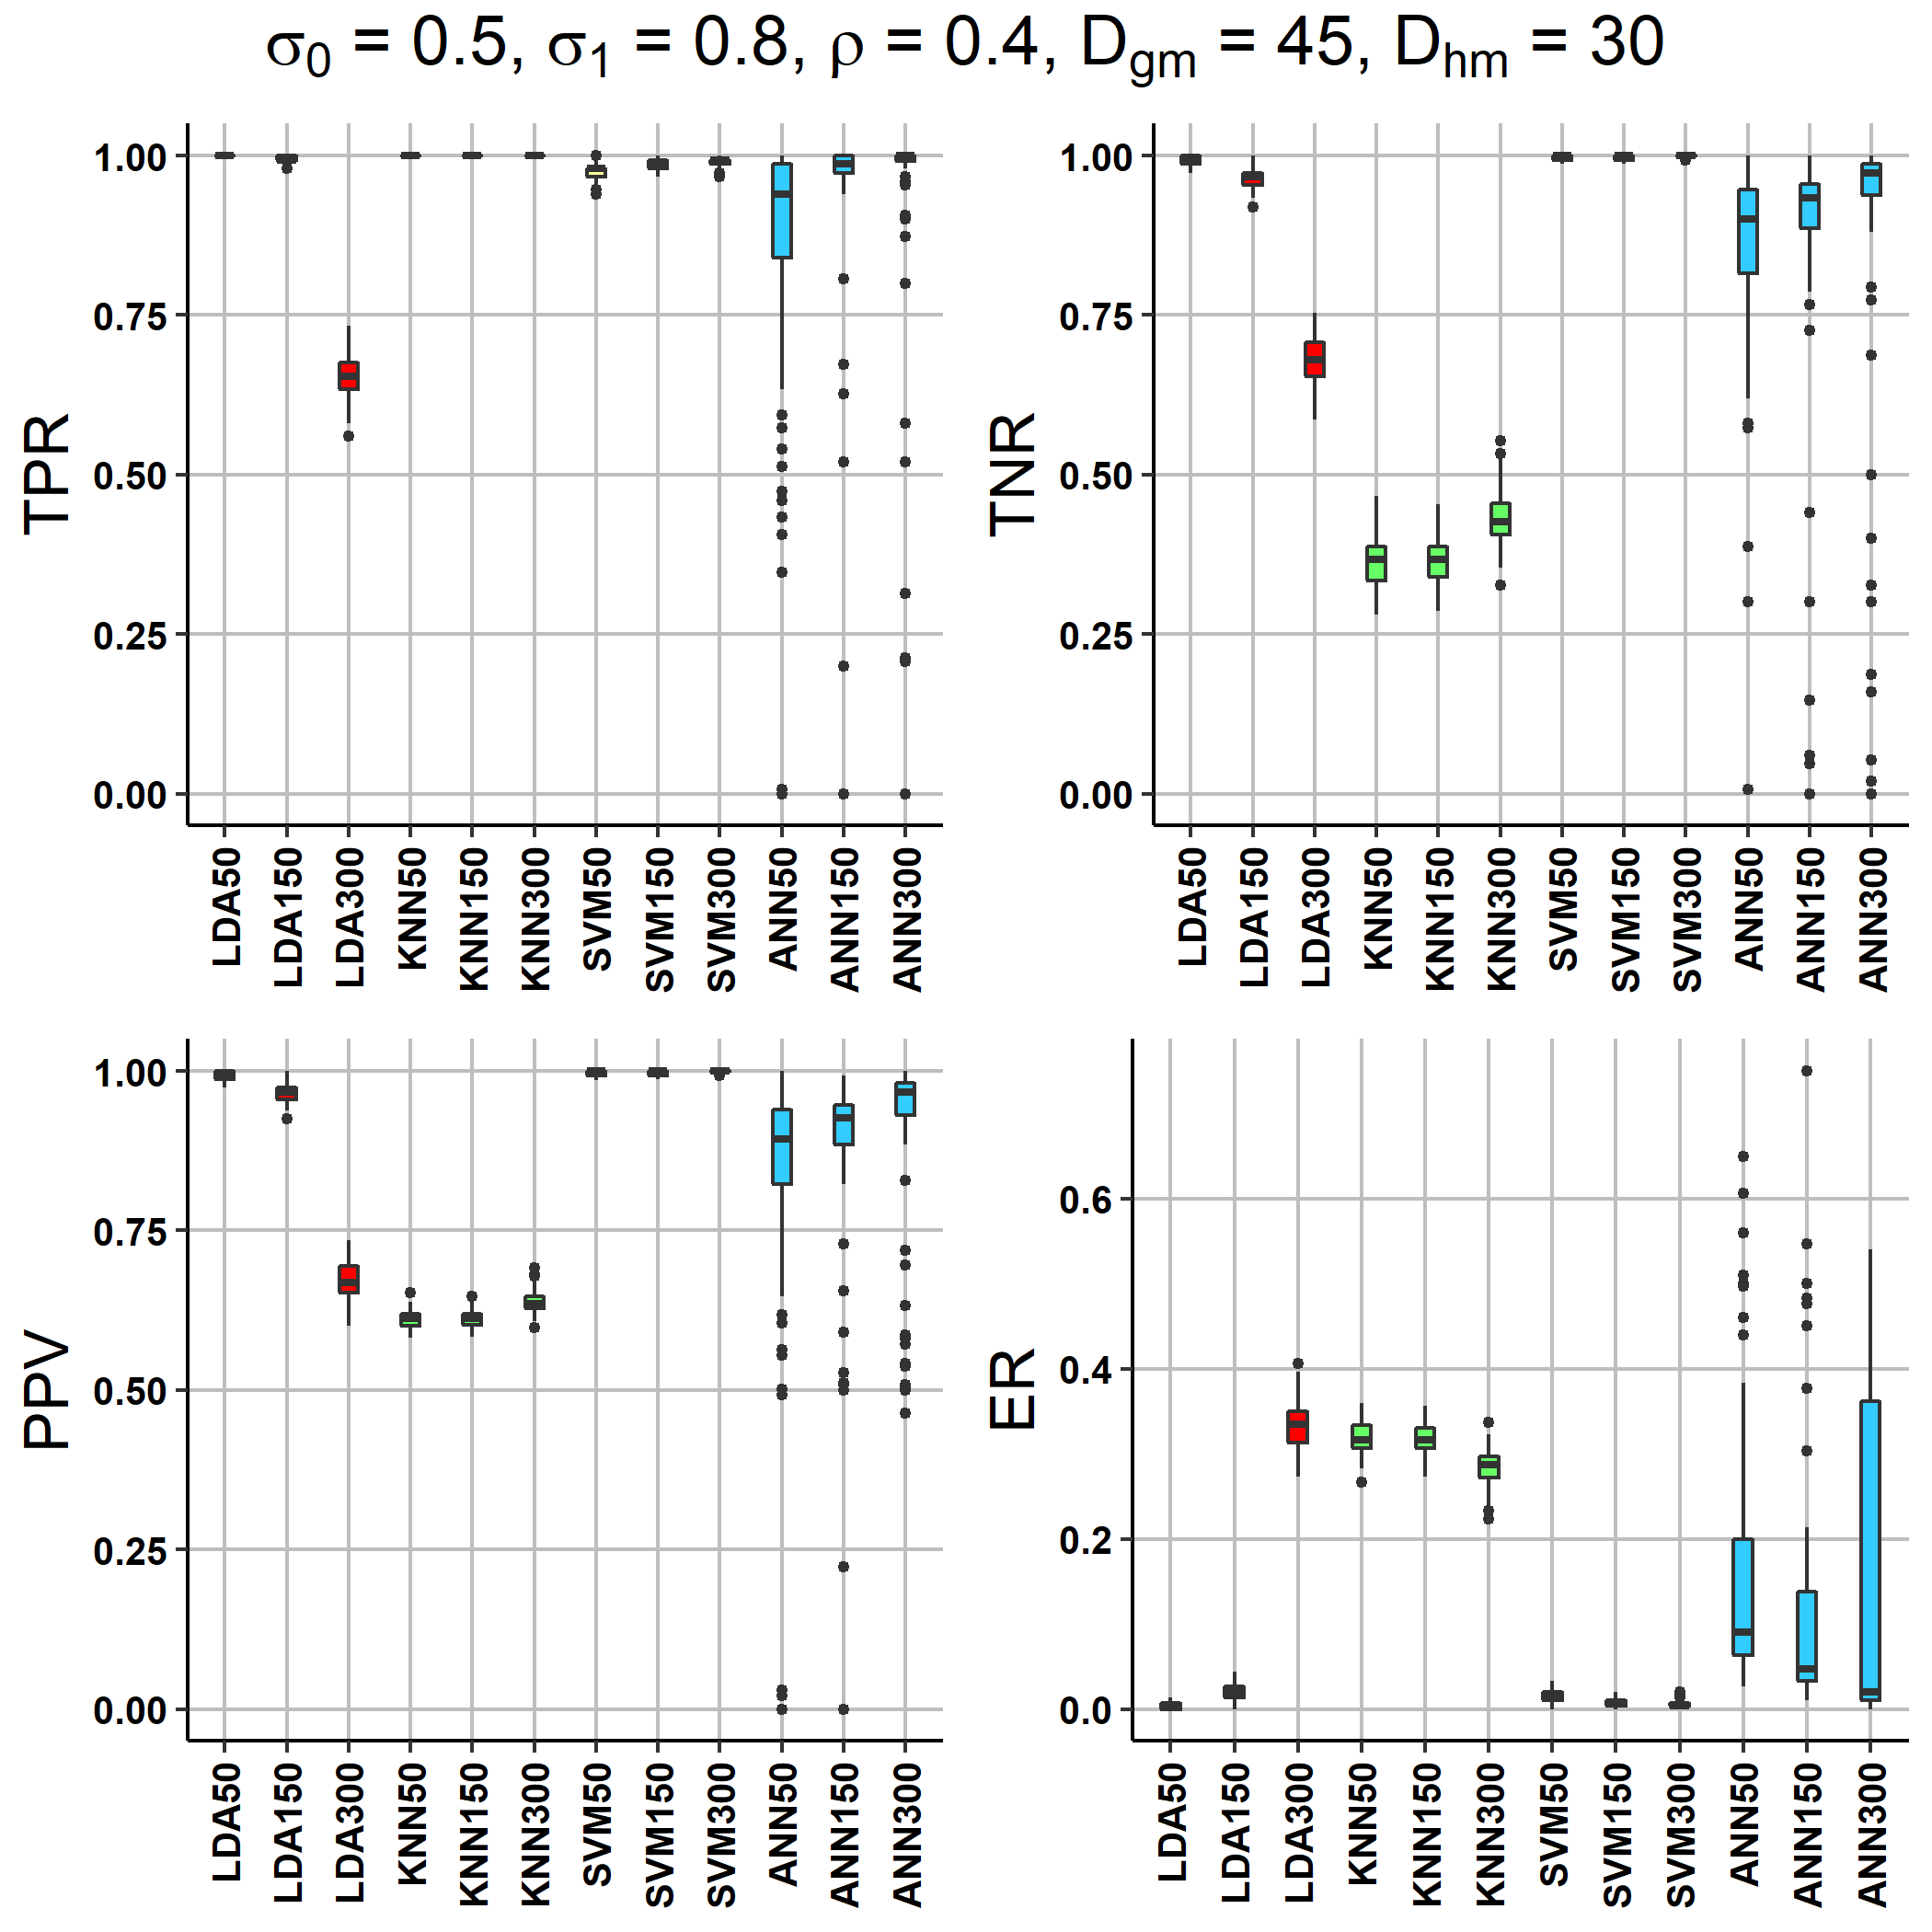 σ0 = 0.5, σ1 = 0.8, ρ = 0.4, Dgm = 45, Dhm = 30
TPR
1.00
0.75
0.50
0.25
0.00
LDA50
LDA150
LDA300
KNN50
KNN150
KNN300
SVM50
SVM150
SVM300
ANN50
ANN150
ANN300
TNR
1.00
0.75
0.50
0.25
0.00
LDA50
LDA150
LDA300
KNN50
KNN150
KNN300
SVM50
SVM150
SVM300
ANN50
ANN150
ANN300
PPV
1.00
0.75
0.50
0.25
0.00
LDA50
LDA150
LDA300
KNN50
KNN150
KNN300
SVM50
SVM150
SVM300
ANN50
ANN150
ANN300
ER
0.6
0.4
0.2
0.0
LDA50
LDA150
LDA300
KNN50
KNN150
KNN300
SVM50
SVM150
SVM300
ANN50
ANN150
ANN300